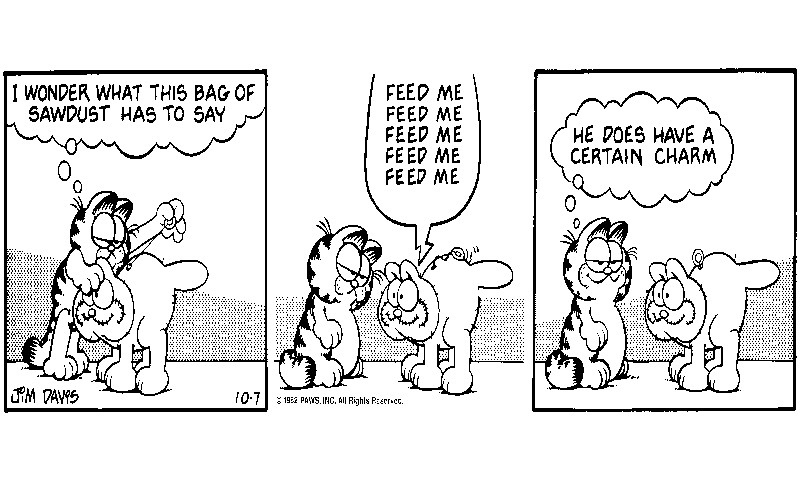 I WONDER WHAT THIS BAG OF
SAWDUST HAS TO SAY
JIM DAVIS
10-7
FEED ME
FEED ME
FEED ME
FEED ME
FEED ME
© 1982 PAWS, INC. All Rights Reserved.
HE DOES HAVE A
CERTAIN CHARM